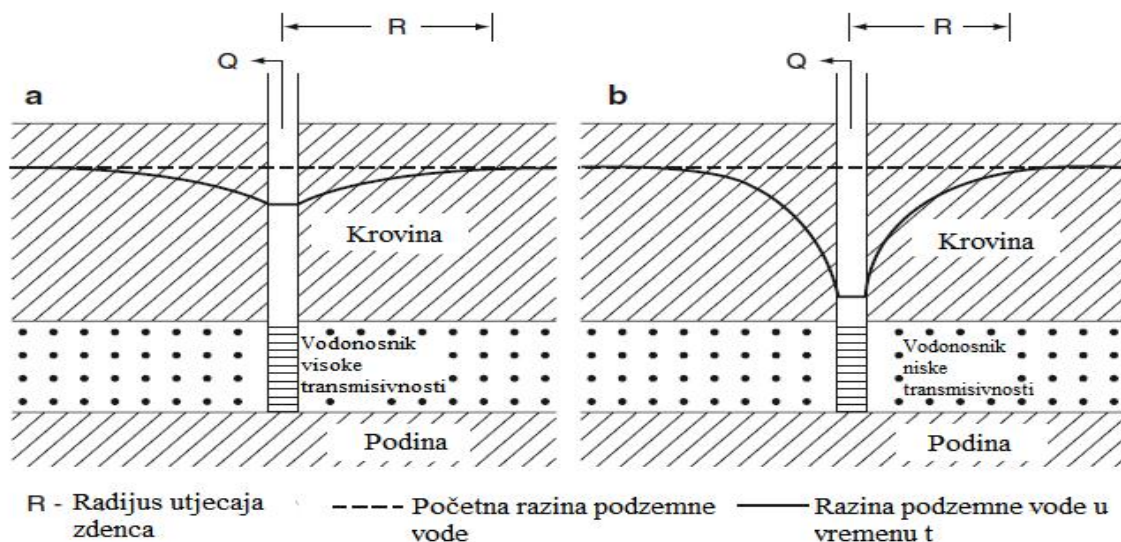 R
Q
a
Krovina
Vodonosnik
visoke
transmisivnosti
Podina
R
Q
b
Krovina
Vodonosnik
niske
transmisivnosti
Podina
R - Radijus utjecaja
zdenca
Početna razina podzemne
vode
Razina podzemne vode u
vremenu t